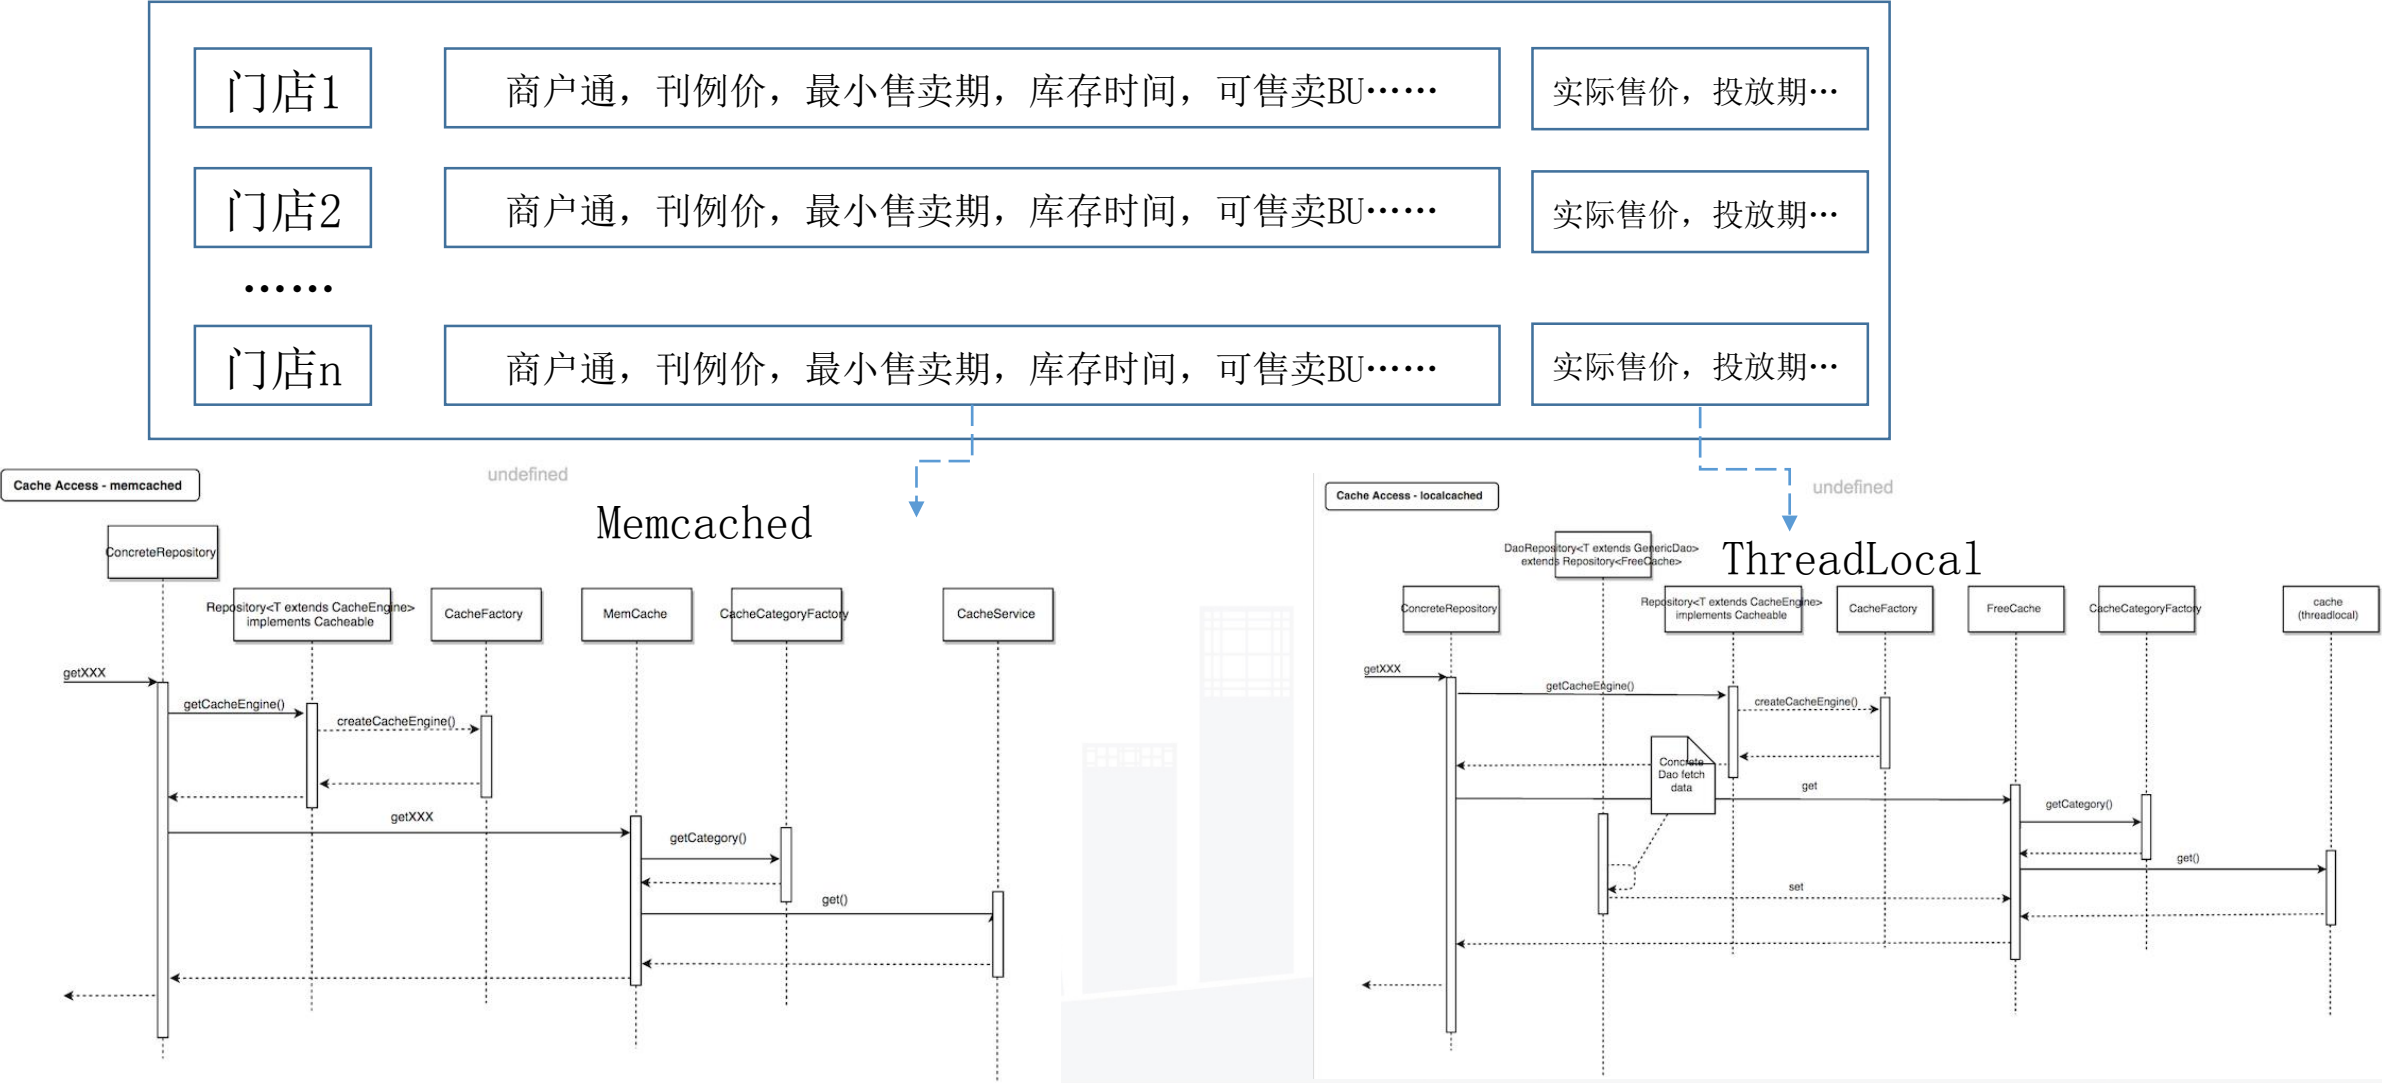 门店1
商户通，刊例价，最小售卖期，库存时间，可售卖BU……
实际售价，投放期…
门店2
商户通，刊例价，最小售卖期，库存时间，可售卖BU……
实际售价，投放期…
……
门店n
商户通，刊例价，最小售卖期，库存时间，可售卖BU……
实际售价，投放期…
undefined
Cache Access - memcached
Memcached
ConcreteRepository
Repository<T extends CacheEngine>
implements Cacheable
CacheFactory
MemCache
CacheCategoryFactory
CacheService
getXXX
getCacheEngine()
createCacheEngine()
getXXX
getCategory()
get()
undefined
Cache Access - localcached
ThreadLocal
DaoRepository<T extends GenericDao>
extends Repository<FreeCache>
ConcreteRepository
Repository<T extends CacheEngine>
implements Cacheable
CacheFactory
FreeCache
CacheCategoryFactory
cache
(threadlocal)
getXXX
getCacheEngine()
createCacheEngine()
Concrete
Dao fetch
data
get
getCategory()
get()
set